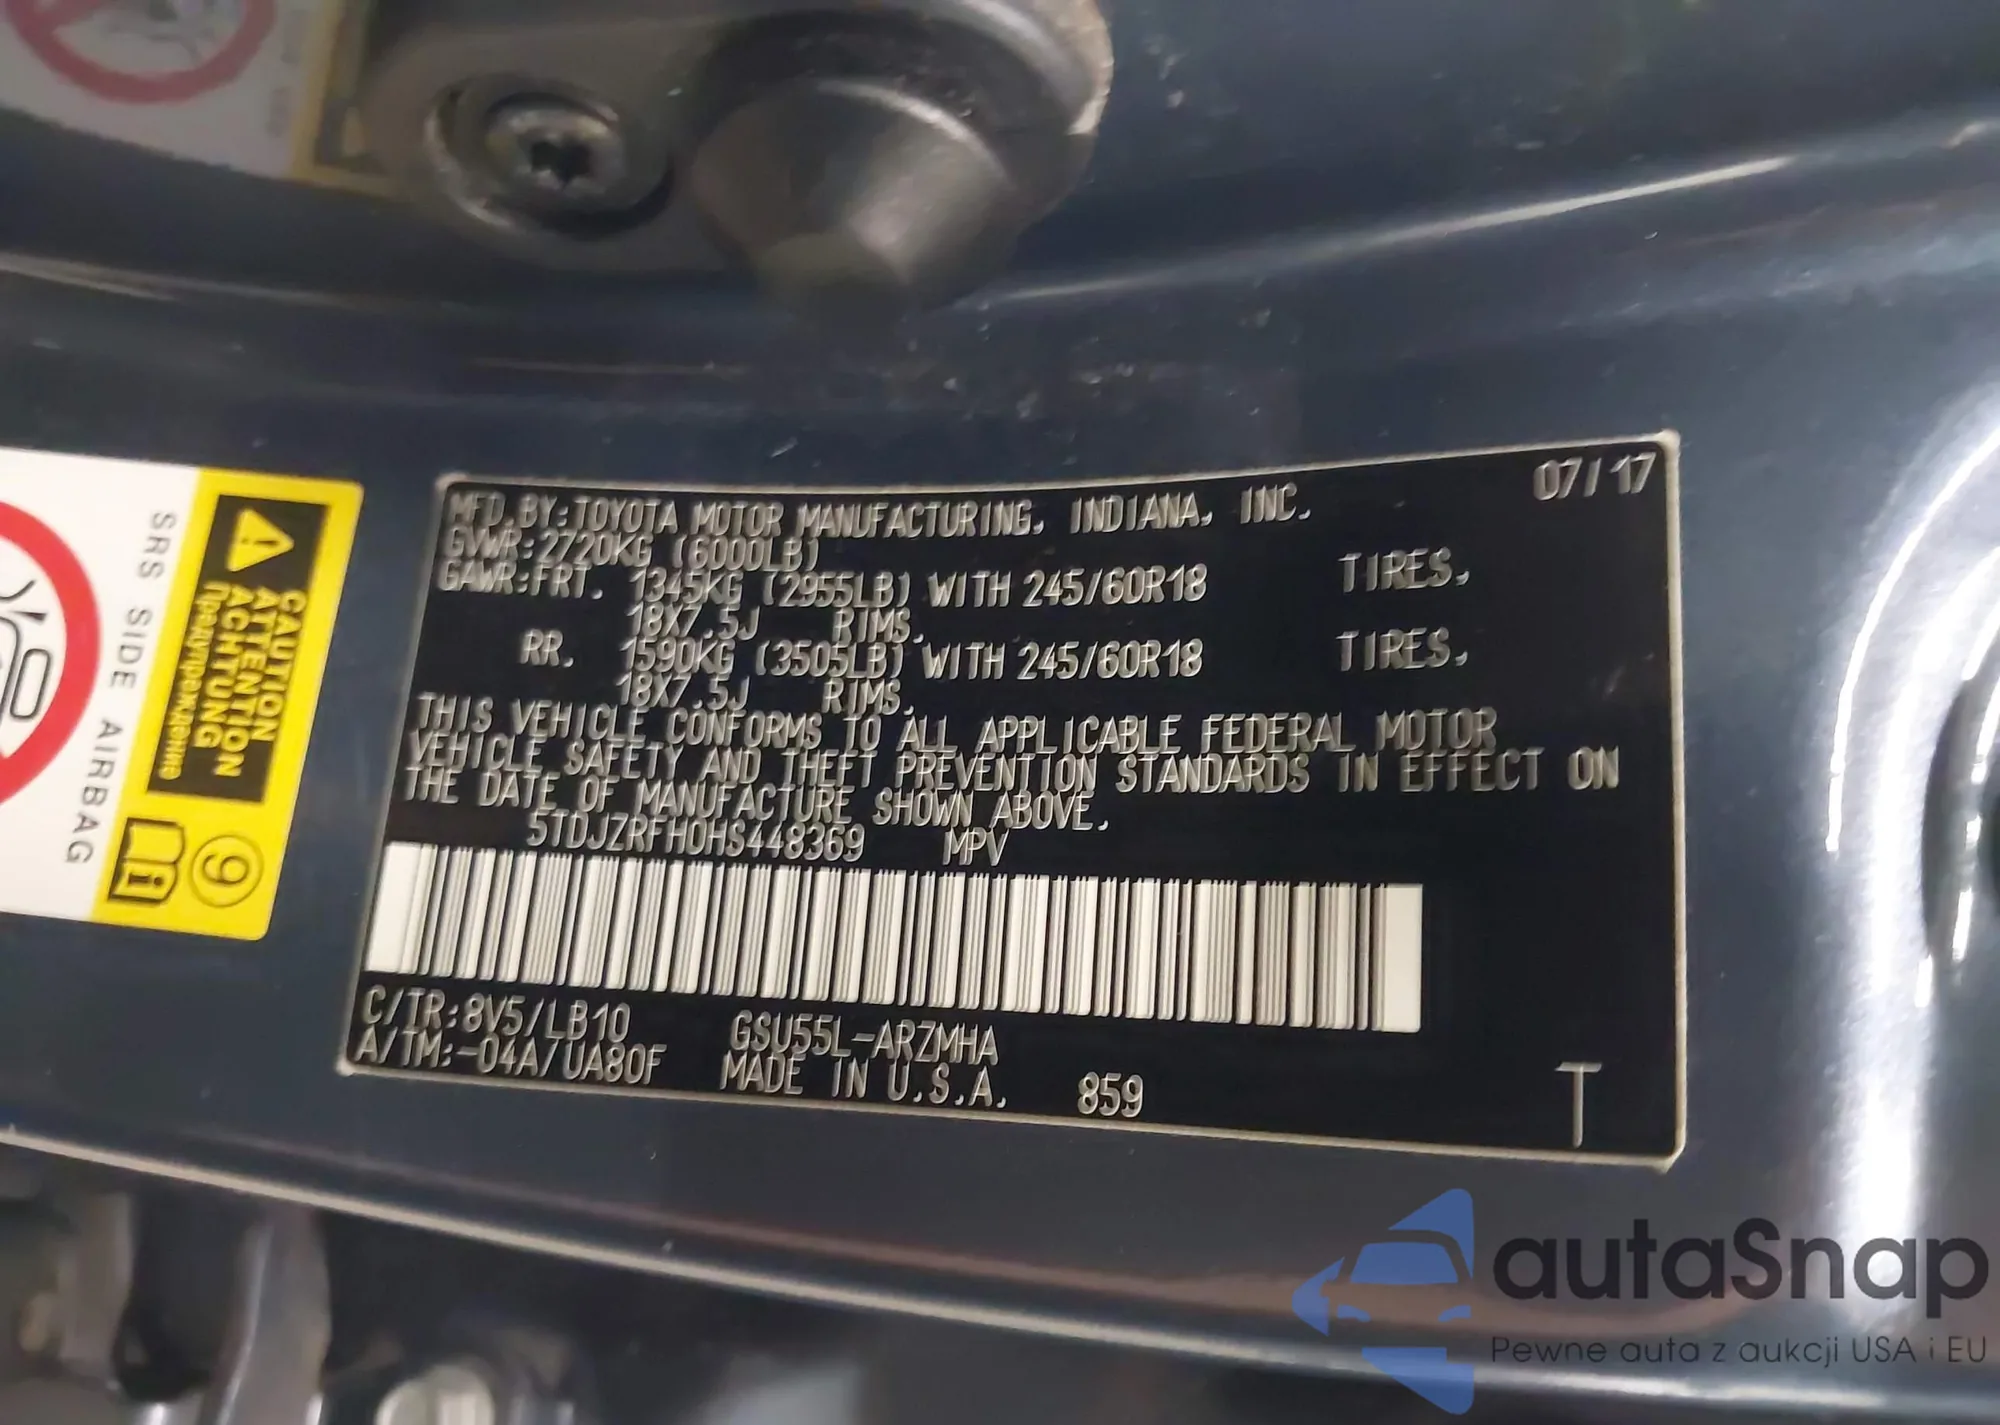 MFD.BY:TOYOTA MOTOR MANUFACTURING, INDIANA, INC. 07/17
GVWR:2720KG (6000LB)
GAWR:FRT. 1345KG (2955LB) WITH 245/60R18 TIRES,
18X7.5J RIMS.
RR. 1590KG (3505LB) WITH 245/60R18 TIRES,
18X7.5J RIMS.
THIS VEHICLE CONFORMS TO ALL APPLICABLE FEDERAL MOTOR
VEHICLE SAFETY AND THEFT PREVENTION STANDARDS IN EFFECT ON
THE DATE OF MANUFACTURE SHOWN ABOVE.
5TDJZRFH0HS448369 MPV
C/TR:8V5/LB10 GSU55L-ARZMHA
A/TM:-04A/UA80F MADE IN U.S.A. 859
T
CAUTION
ATTENTION
ACHTUNG
Предупреждение
SRS SIDE AIRBAG
9
autaSnap
Pewne auta z aukcji USA i EU